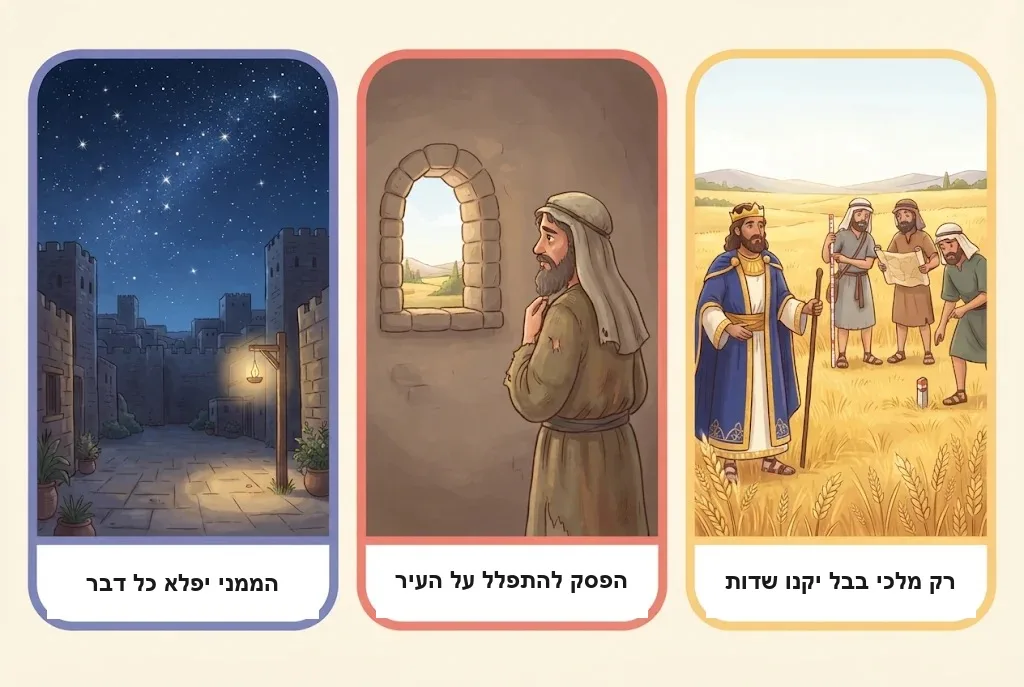 רק מלכי בבל יקנו שדות
הפסק להתפלל על העיר
הממני יפלא כל דבר